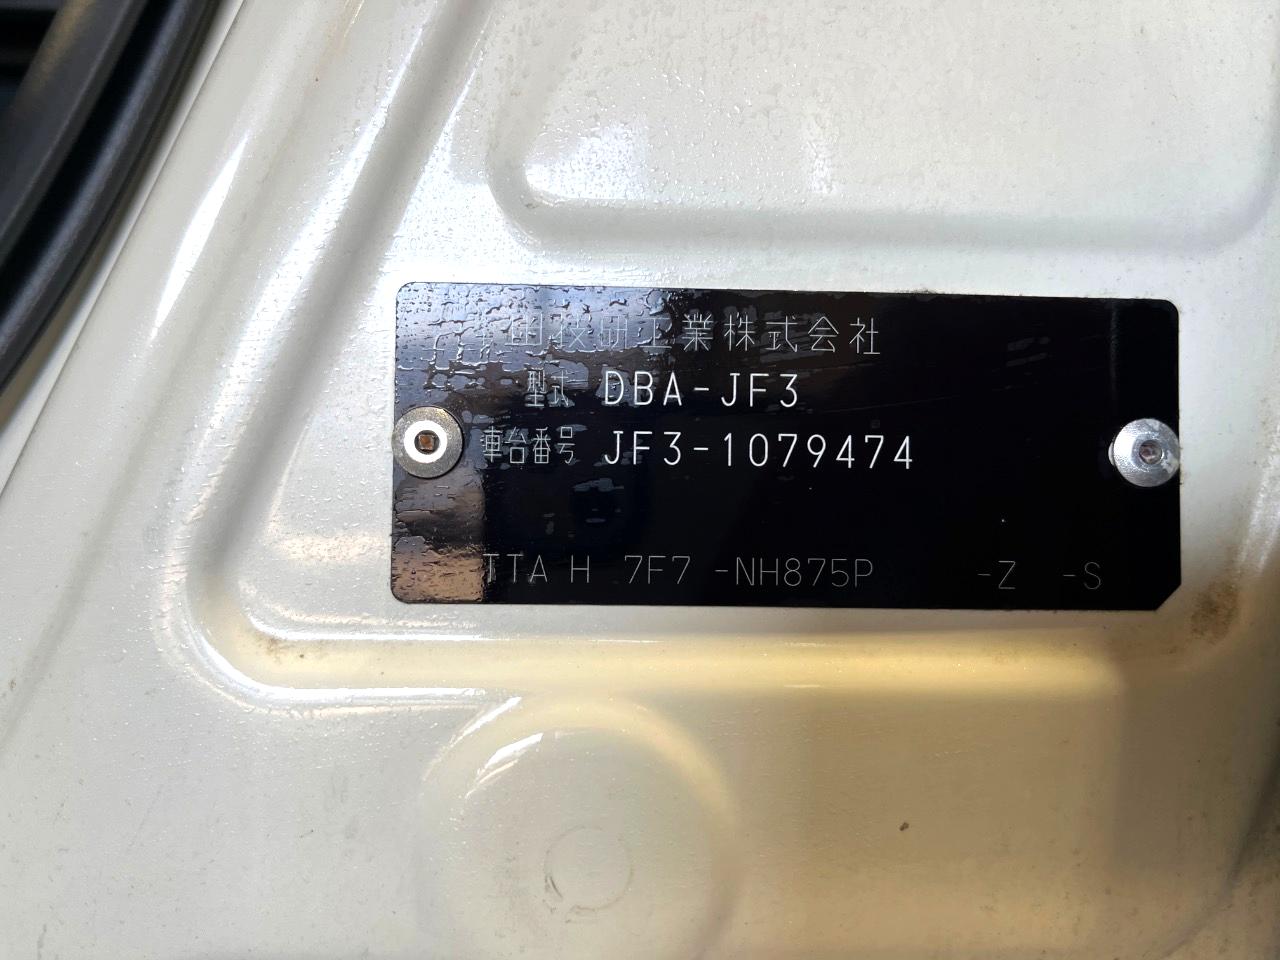 本田技研工業株式会社
型式 DBA-JF3
車台番号 JF3-1079474
TTA H 7F7 -NH875P -Z -S